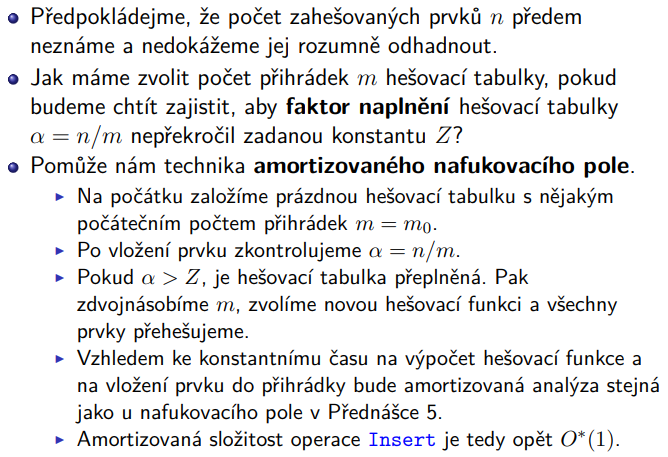 Předpokládejme, že počet zahešovaných prvků n předem
neznáme a nedokážeme jej rozumně odhadnout.
Jak máme zvolit počet přihrádek m hešovací tabulky, pokud
budeme chtít zajistit, aby faktor naplnění hešovací tabulky
α = n/m nepřekročil zadanou konstantu Z?
Pomůže nám technika amortizovaného nafukovacího pole.
Na počátku založíme prázdnou hešovací tabulku s nějakým
počátečním počtem přihrádek m = m₀.
Po vložení prvku zkontrolujeme α = n/m.
Pokud α > Z, je hešovací tabulka přeplněná. Pak
zdvojnásobíme m, zvolíme novou hešovací funkci a všechny
prvky přehešujeme.
Vzhledem ke konstantnímu času na výpočet hešovací funkce a
na vložení prvku do přihrádky bude amortizovaná analýza stejná
jako u nafukovacího pole v Přednášce 5.
Amortizovaná složitost operace Insert je tedy opět O*(1).